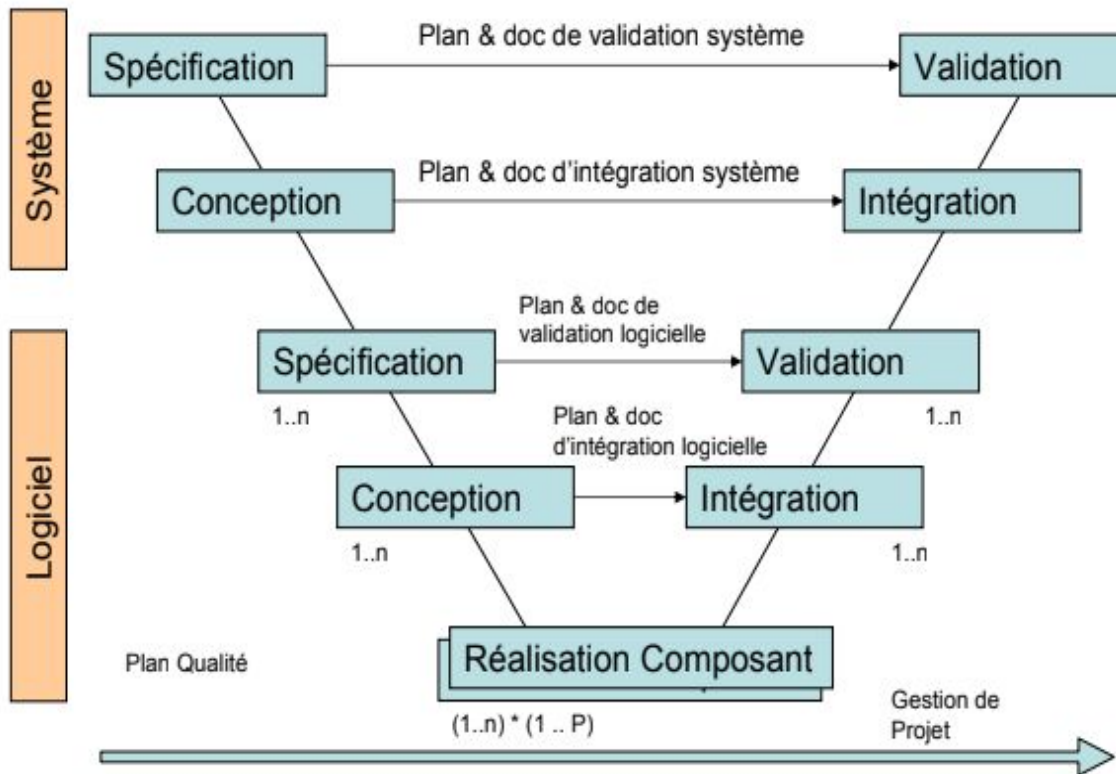 Système
Plan & doc de validation système
Spécification
Validation
Plan & doc d'intégration système
Conception
Intégration
Logiciel
Plan & doc de
validation logicielle
Spécification
Validation
1..n
1..n
Plan & doc
d'intégration logicielle
Conception
Intégration
1..n
1..n
Réalisation Composant
Plan Qualité
(1..n) * (1 .. P)
Gestion de
Projet